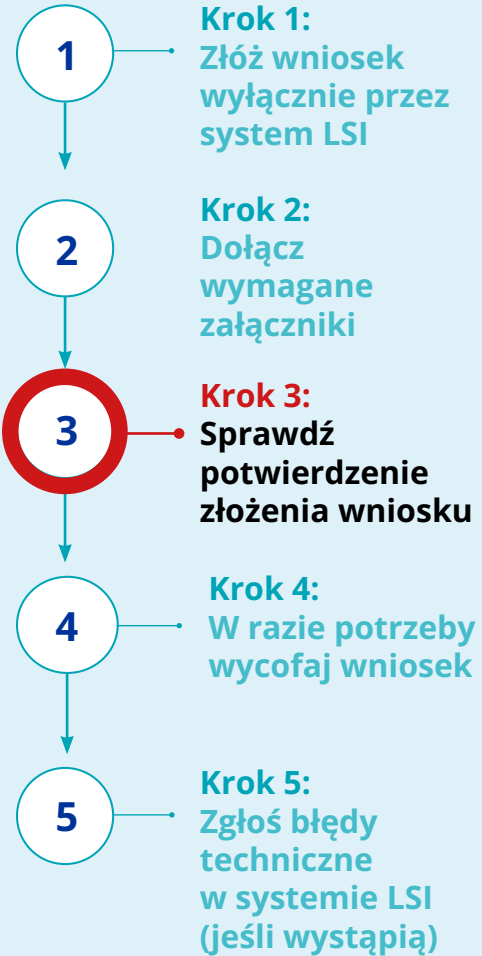 1
Krok 1:
Złóż wniosek
wyłącznie przez
system LSI
2
Krok 2:
Dołącz
wymagane
załączniki
3
Krok 3:
Sprawdź
potwierdzenie
złożenia wniosku
4
Krok 4:
W razie potrzeby
wycofaj wniosek
5
Krok 5:
Zgłoś błędy
techniczne
w systemie LSI
(jeśli wystąpią)